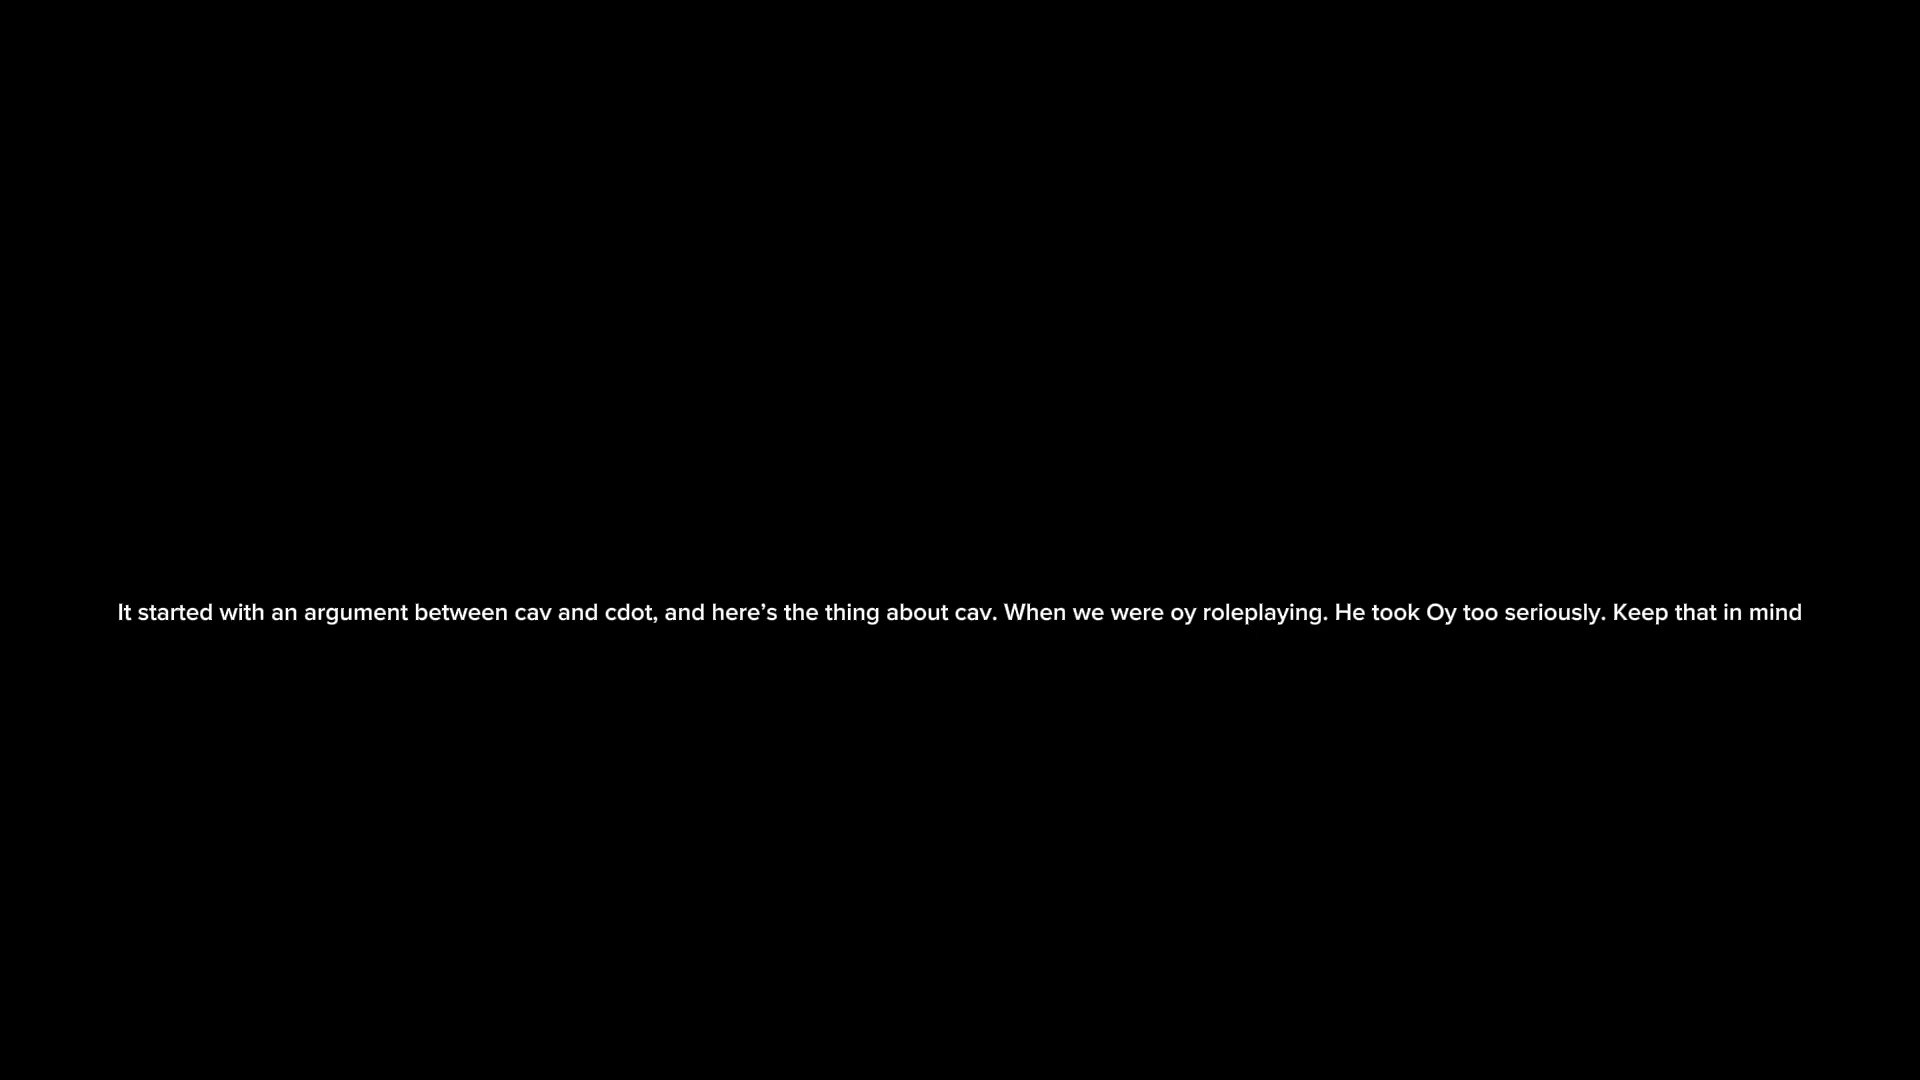 It started with an argument between cav and cdot, and here’s the thing about cav. When we were oy roleplaying. He took Oy too seriously. Keep that in mind